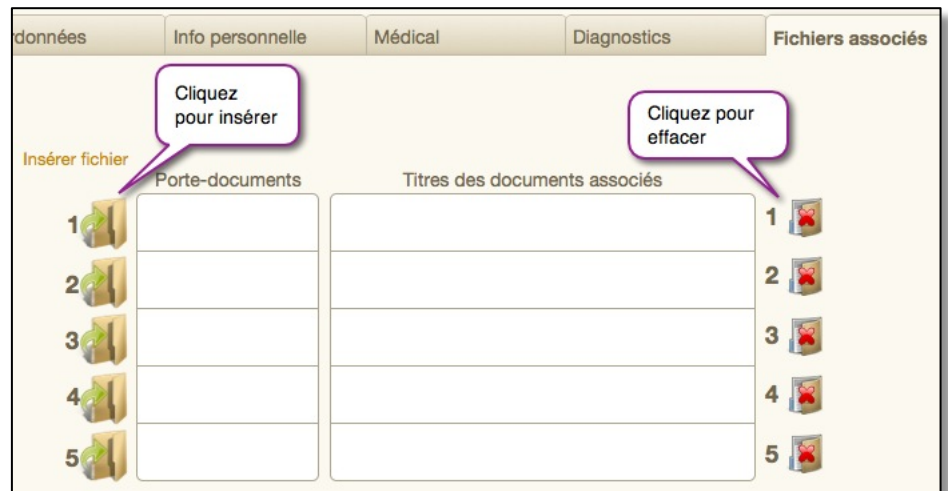 rdonnées Info personnelle Médical Diagnostics Fichiers associés
Cliquez
pour insérer
Cliquez pour
effacer
Insérer fichier
Porte-documents Titres des documents associés
1 1
2 2
3 3
4 4
5 5